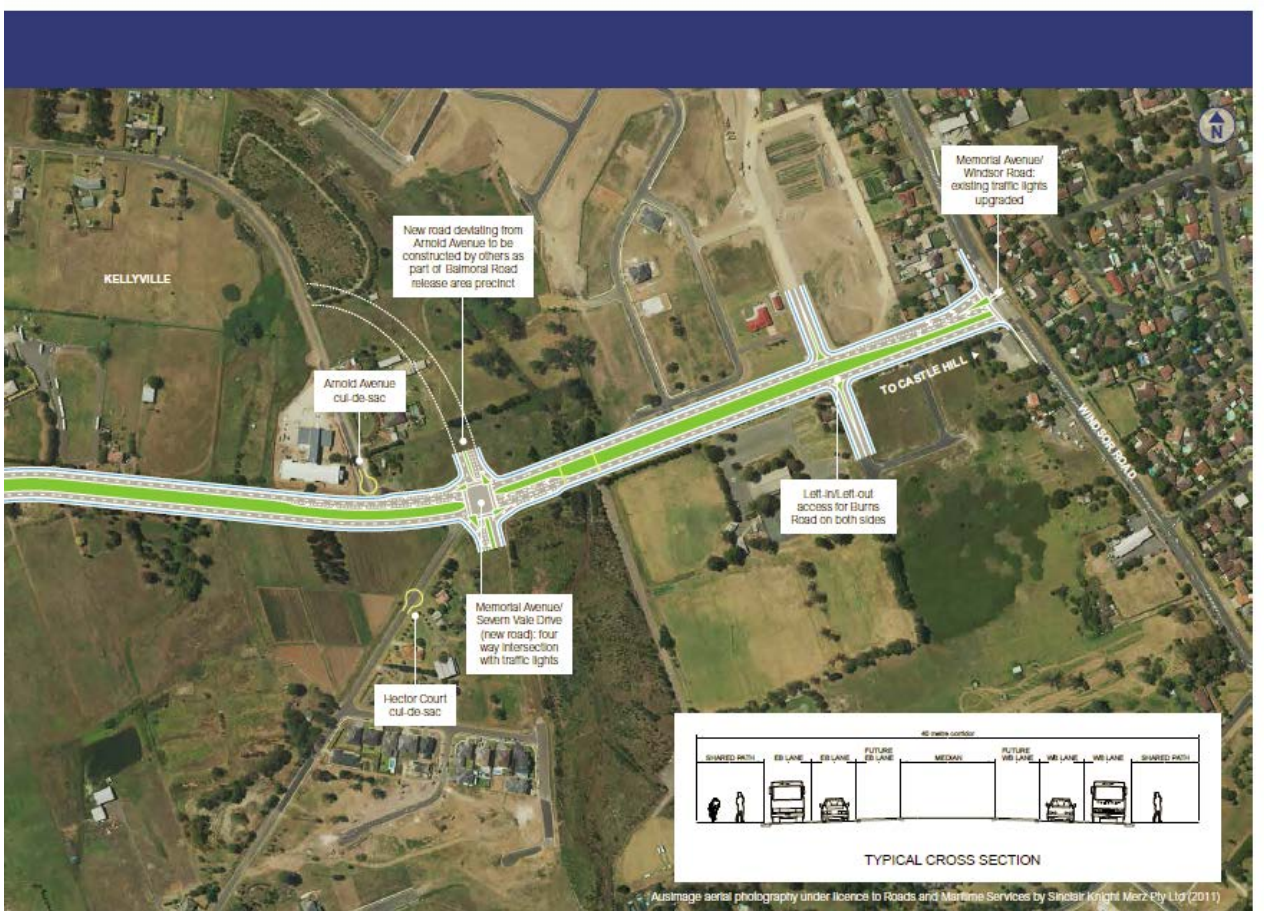 N
Memorial Avenue/
Windsor Road:
existing traffic lights
upgraded
New road deviating from
Arnold Avenue to be
constructed by others as
part of Balmoral Road
release area precinct
KELLYVILLE
Arnold Avenue
cul-de-sac
TO CASTLE HILL
WINDSOR ROAD
Left-in/Left-out
access for Burns
Road on both sides
Memorial Avenue/
Severn Vale Drive
(new road): four
way intersection
with traffic lights
Hector Court
cul-de-sac
40 metre corridor
SHARED PATH
EB LANE
EB LANE
FUTURE
EB LANE
MEDIAN
FUTURE
WB LANE
WB LANE
WB LANE
SHARED PATH
TYPICAL CROSS SECTION
Ausimage aerial photography under licence to Roads and Maritime Services by Sinclair Knight Merz Pty Ltd (2011)